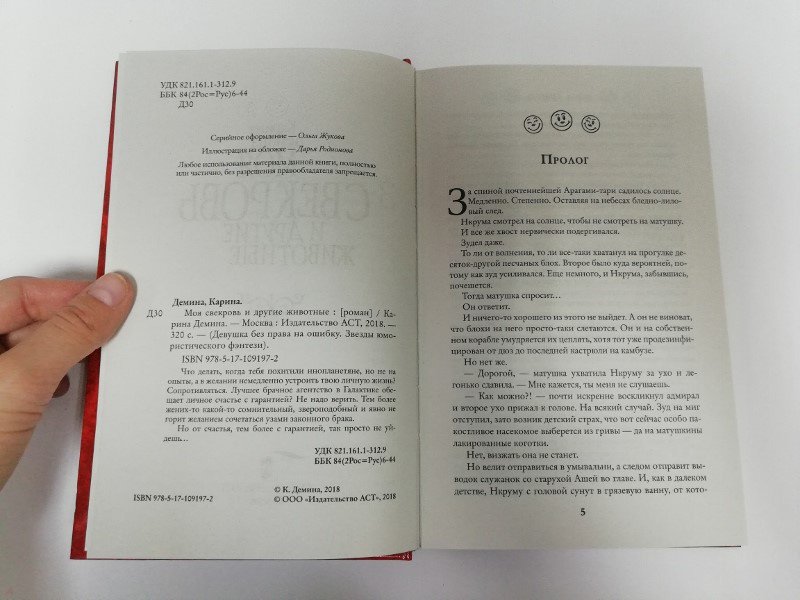 УДК 821.161.1-312.9
ББК 84(2Рос=Рус)6-44
Д30
Серийное оформление — Ольга Жукова
Иллюстрация на обложке — Дарья Родионова
Любое использование материала данной книги, полностью
или частично, без разрешения правообладателя запрещается.
Демина, Карина.
Д30 Моя свекровь и другие животные : [роман] / Ка-
рина Демина. — Москва : Издательство АСТ, 2018. —
320 с. — (Девушка без права на ошибку. Звезды юмо-
ристического фэнтези).
ISBN 978-5-17-109197-2
Что делать, когда тебя похитили инопланетяне, но не на
опыты, а в желании немедленно устроить твою личную жизнь?
Сопротивляться. Лучшее брачное агентство в Галактике обе-
щает личное счастье с гарантией? Не надо верить. Тем более
жених-то какой-то сомнительный, звероподобный и явно не
горит желанием сочетаться узами законного брака.
Но от счастья, тем более с гарантией, так просто не уй-
дешь…
УДК 821.161.1-312.9
ББК 84(2Рос=Рус)6-44
© К. Демина, 2018
ISBN 978-5-17-109197-2 © ООО «Издательство АСТ», 2018
Пролог
За спиной почтеннейшей Арагами-тари садилось солнце.
Медленно. Степенно. Оставляя на небесах бледно-лило-
вый след.
Нкрума смотрел на солнце, чтобы не смотреть на матушку.
И все же хвост нервически подергивался.
Зудел даже.
То ли от волнения, то ли все-таки хватанул на прогулке де-
сяток-другой песчаных блох. Второе было куда вероятней, по-
тому как зуд усиливался. Еще немного, и Нкрума, забывшись,
почешется.
Тогда матушка спросит…
Он ответит.
И ничего-то хорошего из этого не выйдет. А он не виноват,
что блохи на него просто-таки слетаются. Он и на собствен-
ном корабле умудряется их цеплять, хотя тот уже продезинфи-
цирован от дюз до последней кастрюли на камбузе.
Но нет же.
— Дорогой, — матушка ухватила Нкруму за ухо и ле-
гонько сдавила. — Мне кажется, ты меня не слушаешь.
— Как можно?! — почти искренне воскликнул адмирал
и второе ухо прижал к голове. На всякий случай. Зуд на миг
отступил, зато возник детский страх, что вот сейчас особо па-
костливое насекомое выберется из гривы — да на матушкины
лакированные коготки.
Нет, визжать она не станет.
Но велит отправиться в умывальни, а следом отправит вы-
водок служанок со старухой Ашей во главе. И, как в далеком
детстве, Нкруму с головой сунут в грязевую ванну, от кото-
5